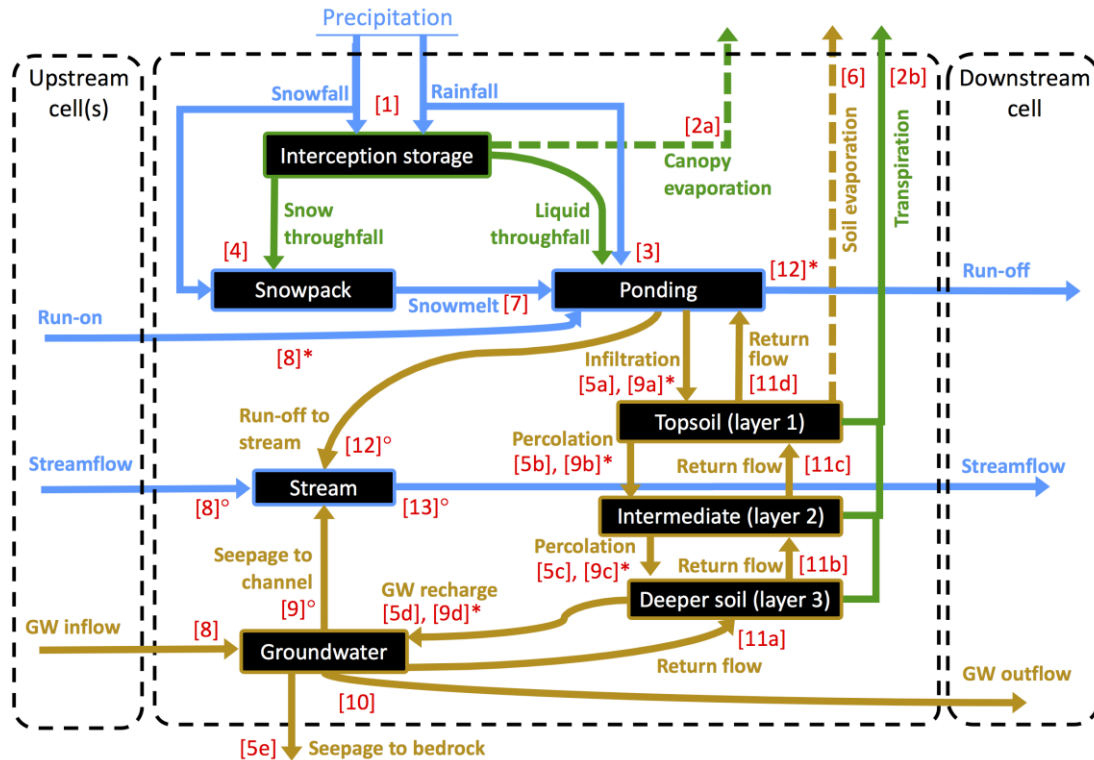 Precipitation
Upstream
cell(s)
Snowfall
[1]
Rainfall
[6]
[2b]
Downstream
cell
[2a]
Interception storage
Canopy
evaporation
Soil evaporation
Transpiration
Snow
throughfall
Liquid
throughfall
[4]
[3]
[12]*
Run-off
Snowpack
Snowmelt [7]
Ponding
Run-on
[8]*
Infiltration
[5a], [9a]*
Return
flow
[11d]
Run-off to
stream
[12]°
Topsoil (layer 1)
Percolation
[5b], [9b]*
Return flow
[11c]
Streamflow
[8]°
Stream
[13]°
Streamflow
Intermediate (layer 2)
Percolation
[5c], [9c]*
Return flow
[11b]
Seepage to
channel
[9]°
GW recharge
[5d], [9d]*
Deeper soil (layer 3)
GW inflow
[8]
Groundwater
[11a]
Return flow
GW outflow
[10]
[5e]
Seepage to bedrock